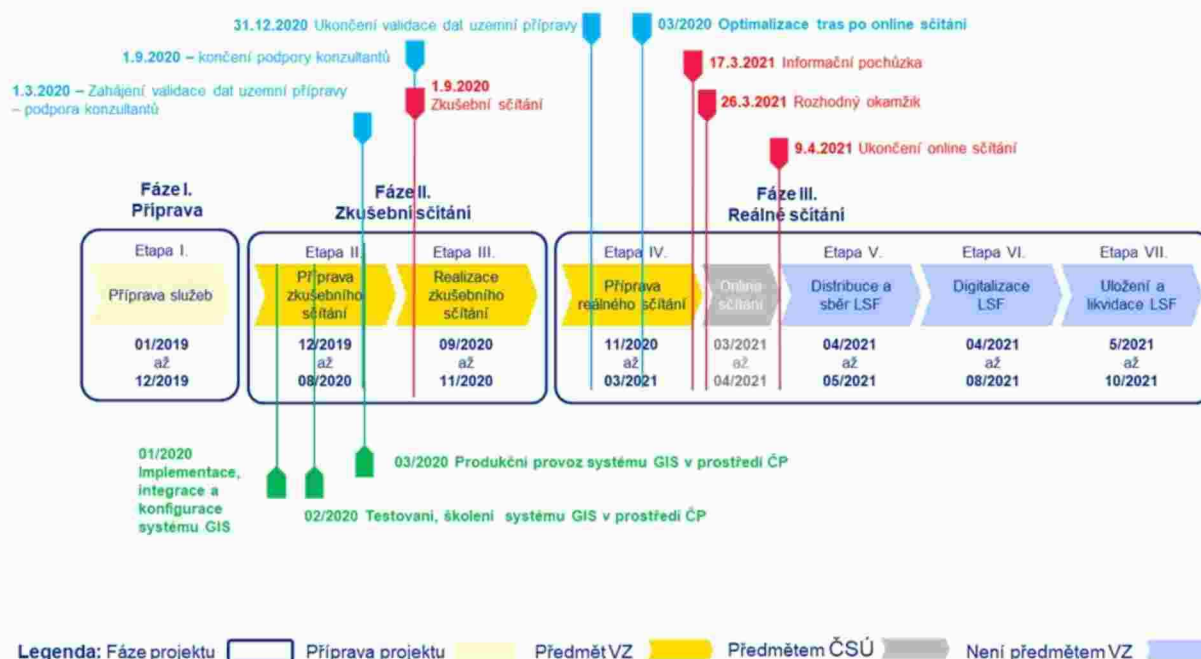 31.12.2020 Ukončení validace dat uzemní přípravy
03/2020 Optimalizace tras po online sčítání
1.9.2020 – končení podpory konzultantů
17.3.2021 Informační pochůzka
1.3.2020 – Zahájení validace dat uzemní přípravy
– podpora konzultantů
1.9.2020
Zkušební sčítání
26.3.2021 Rozhodný okamžik
9.4.2021 Ukončení online sčítání
Fáze I.
Příprava
Fáze II.
Zkušební sčítání
Fáze III.
Reálné sčítání
Etapa I.
Příprava služeb
01/2019
až
12/2019
Etapa II.
Příprava
zkušebního
sčítání
12/2019
až
08/2020
Etapa III.
Realizace
zkušebního
sčítání
09/2020
až
11/2020
Etapa IV.
Příprava
reálného sčítání
11/2020
až
03/2021
Online
sčítání
03/2021
až
04/2021
Etapa V.
Distribuce a
sběr LSF
04/2021
až
05/2021
Etapa VI.
Digitalizace
LSF
04/2021
až
08/2021
Etapa VII.
Uložení a
likvidace LSF
5/2021
až
10/2021
01/2020
Implementace,
integrace a
konfigurace
systému GIS
03/2020 Produkční provoz systému GIS v prostředí ČP
02/2020 Testovani, školení systému GIS v prostředí ČP
Legenda: Fáze projektu Příprava projektu Předmět VZ Předmětem ČSÚ Není předmětem VZ